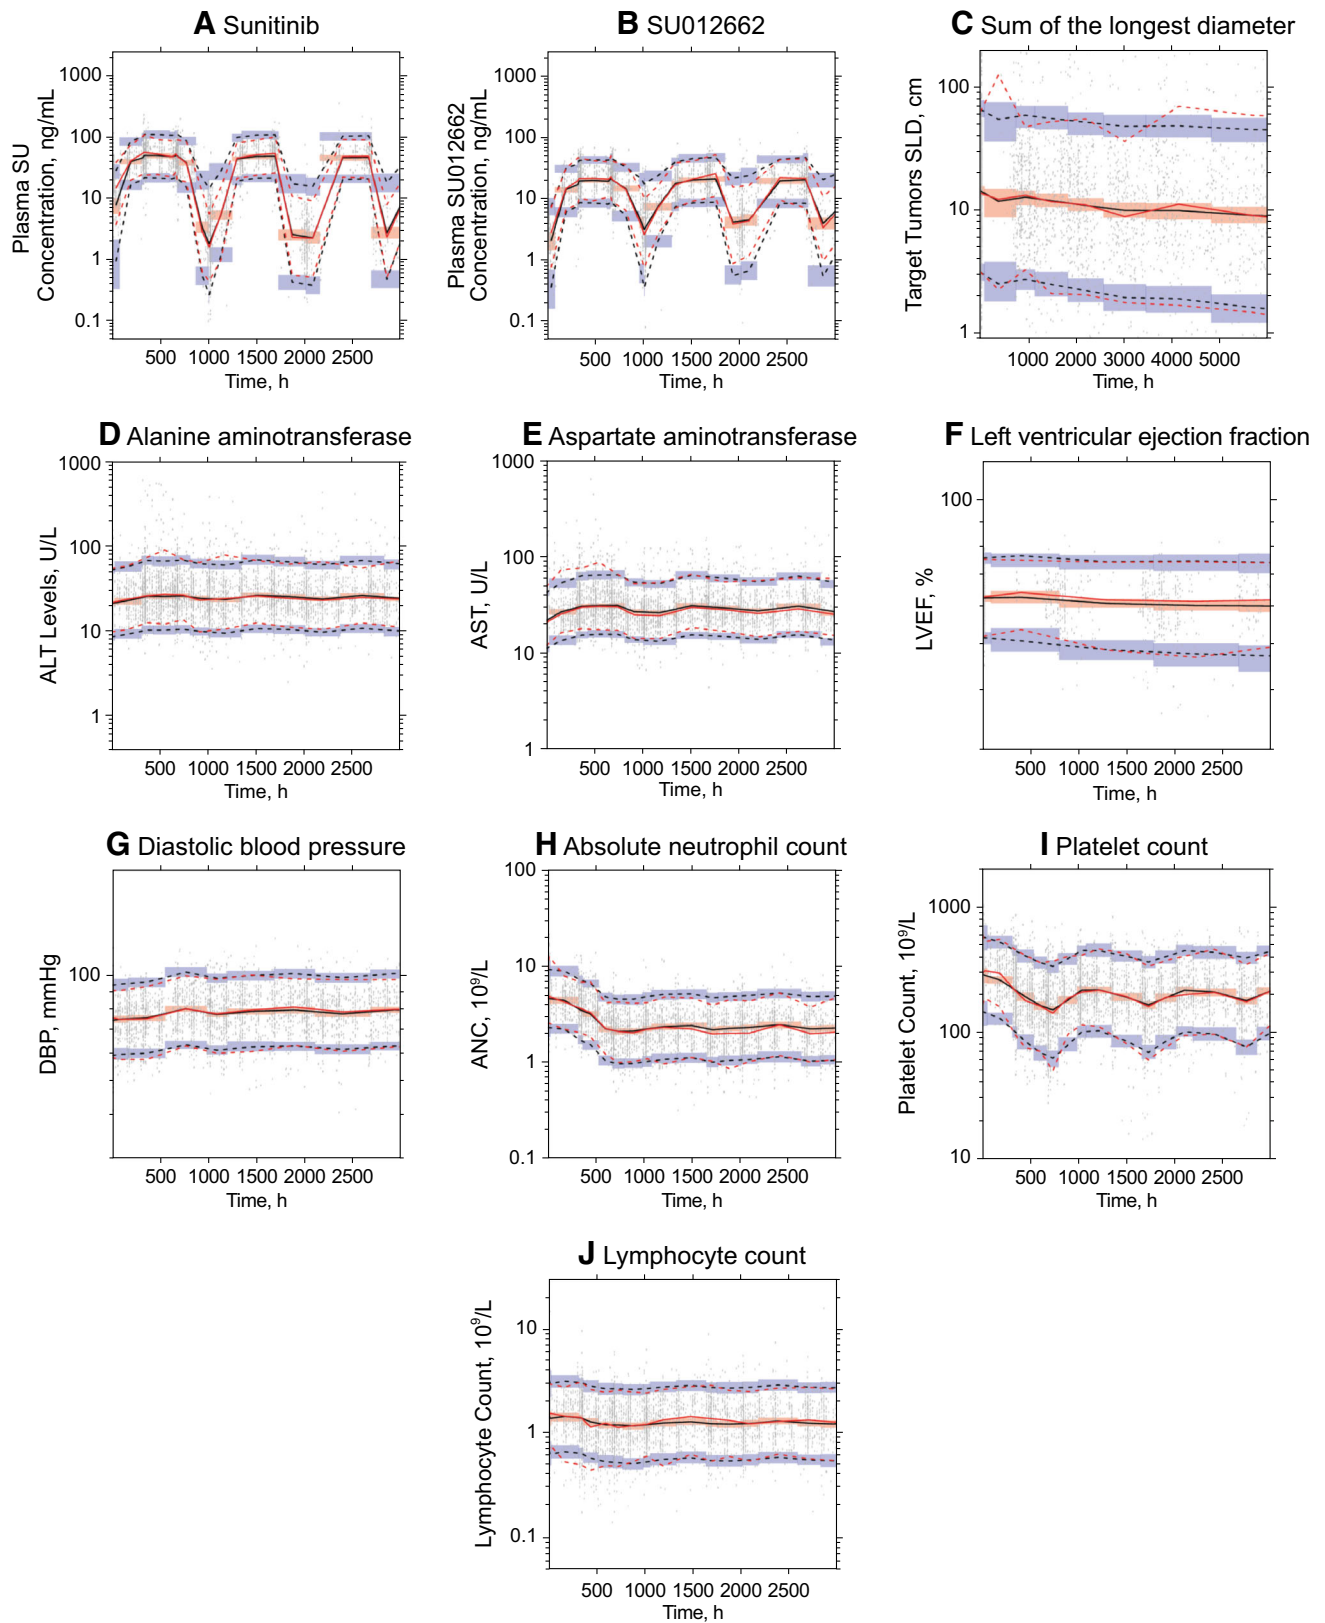 A Sunitinib
Plasma SU
Concentration, ng/mL
1000
100
10
1
0.1
500 1000 1500 2000 2500
Time, h
B SU012662
Plasma SU012662
Concentration, ng/mL
1000
100
10
1
0.1
500 1000 1500 2000 2500
Time, h
C Sum of the longest diameter
Target Tumors SLD, cm
100
10
1
1000 2000 3000 4000 5000
Time, h
D Alanine aminotransferase
ALT Levels, U/L
1000
100
10
1
500 1000 1500 2000 2500
Time, h
E Aspartate aminotransferase
AST, U/L
1000
100
10
1
500 1000 1500 2000 2500
Time, h
F Left ventricular ejection fraction
LVEF, %
100
500 1000 1500 2000 2500
Time, h
G Diastolic blood pressure
DBP, mmHg
100
500 1000 1500 2000 2500
Time, h
H Absolute neutrophil count
ANC, 10⁹/L
100
10
1
0.1
500 1000 1500 2000 2500
Time, h
I Platelet count
Platelet Count, 10⁹/L
1000
100
10
500 1000 1500 2000 2500
Time, h
J Lymphocyte count
Lymphocyte Count, 10⁹/L
10
1
0.1
500 1000 1500 2000 2500
Time, h